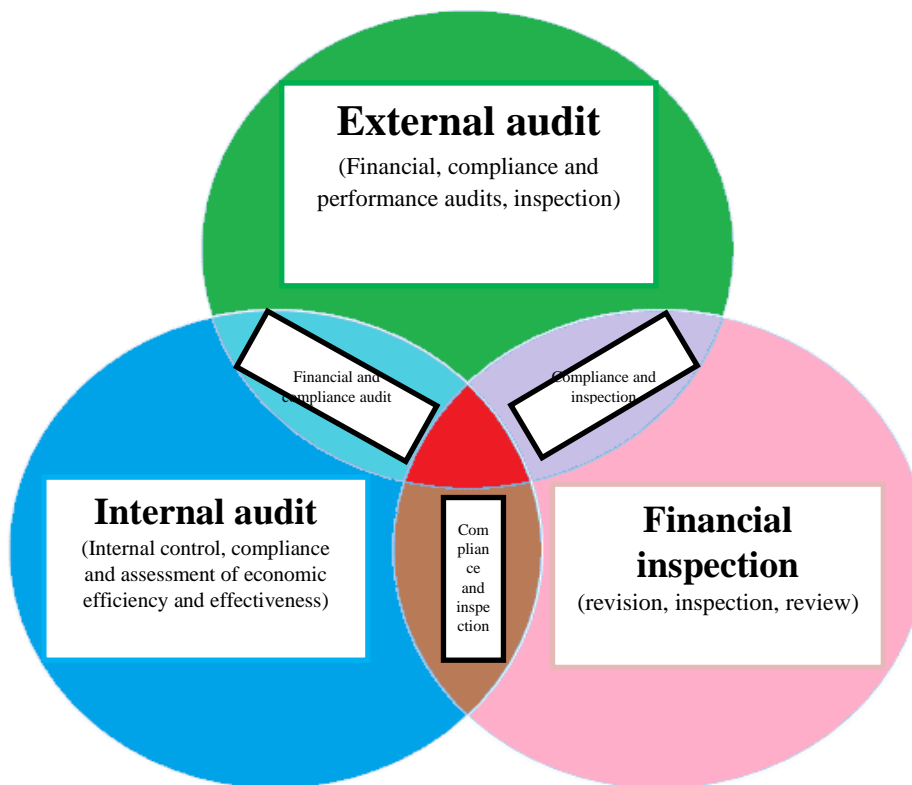 External audit
(Financial, compliance and
performance audits, inspection)
Financial and
compliance audit
Compliance and
inspection
Internal audit
(Internal control, compliance
and assessment of economic
efficiency and effectiveness)
Com
plian
ce
and
inspe
ction
Financial
inspection
(revision, inspection, review)